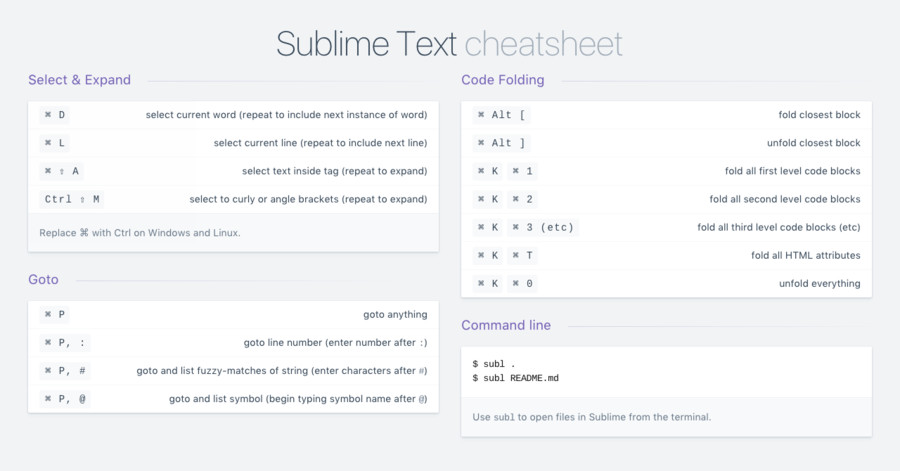 Sublime Text cheatsheet
Select & Expand
⌘ D select current word (repeat to include next instance of word)
⌘ L select current line (repeat to include next line)
⌘ ⇧ A select text inside tag (repeat to expand)
Ctrl ⇧ M select to curly or angle brackets (repeat to expand)
Replace ⌘ with Ctrl on Windows and Linux.
Goto
⌘ P goto anything
⌘ P, : goto line number (enter number after :)
⌘ P, # goto and list fuzzy-matches of string (enter characters after #)
⌘ P, @ goto and list symbol (begin typing symbol name after @)
Code Folding
⌘ Alt [ fold closest block
⌘ Alt ] unfold closest block
⌘ K ⌘ 1 fold all first level code blocks
⌘ K ⌘ 2 fold all second level code blocks
⌘ K ⌘ 3 (etc) fold all third level code blocks (etc)
⌘ K ⌘ T fold all HTML attributes
⌘ K ⌘ 0 unfold everything
Command line
$ subl .
$ subl README.md
Use subl to open files in Sublime from the terminal.